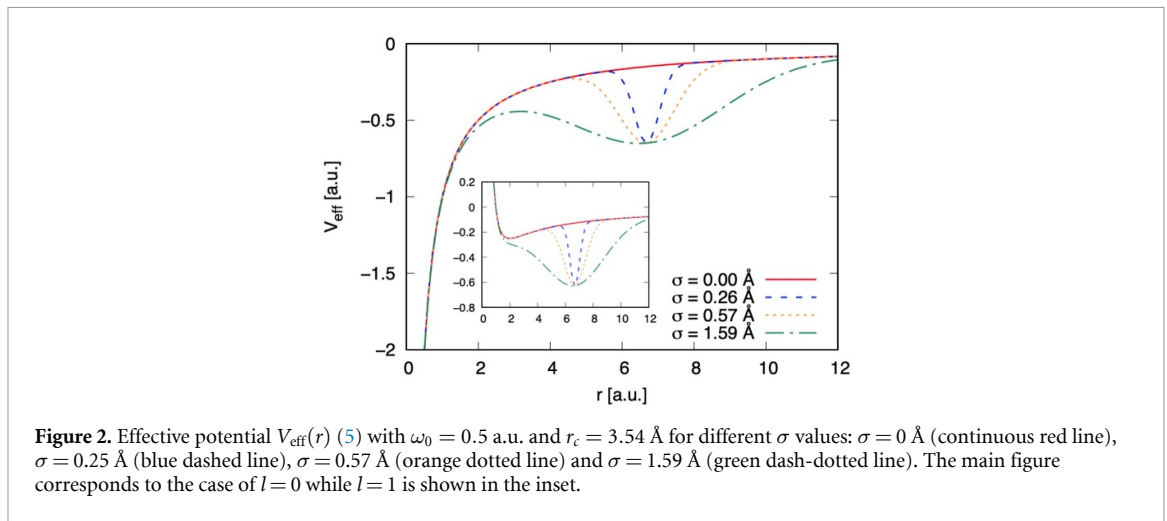 0
−0.5
−1
−1.5
−2
V_eff [a.u.]
0 2 4 6 8 10 12
r [a.u.]
0.2
0
−0.2
−0.4
−0.6
−0.8
0 2 4 6 8 10 12
σ = 0.00 Å
σ = 0.26 Å
σ = 0.57 Å
σ = 1.59 Å
Figure 2. Effective potential V_eff(r) (5) with ω₀ = 0.5 a.u. and r_c = 3.54 Å for different σ values: σ = 0 Å (continuous red line),
σ = 0.25 Å (blue dashed line), σ = 0.57 Å (orange dotted line) and σ = 1.59 Å (green dash-dotted line). The main figure
corresponds to the case of l = 0 while l = 1 is shown in the inset.